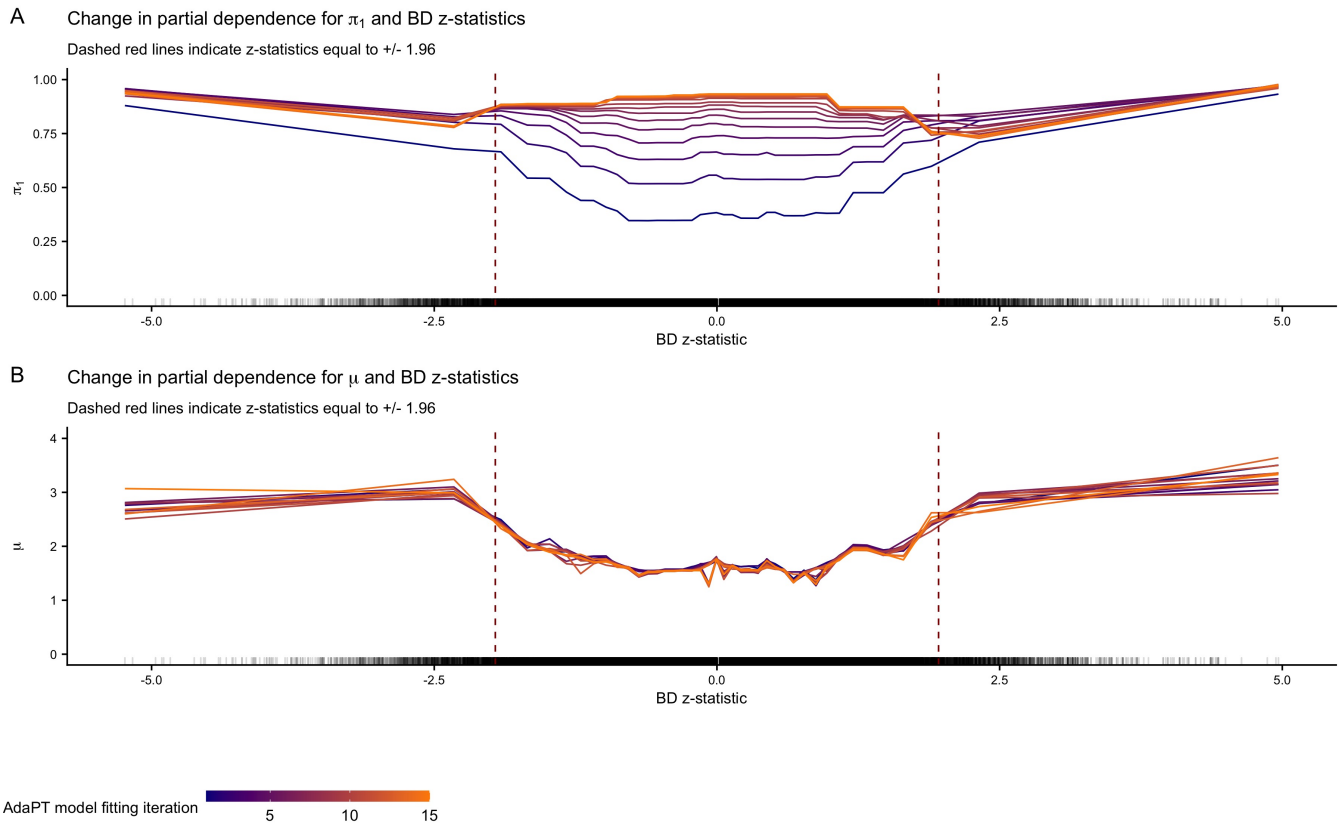 A
Change in partial dependence for π₁ and BD z-statistics
Dashed red lines indicate z-statistics equal to +/- 1.96
1.00
0.75
0.50
0.25
0.00
π₁
-5.0 -2.5 0.0 2.5 5.0
BD z-statistic
B
Change in partial dependence for μ and BD z-statistics
Dashed red lines indicate z-statistics equal to +/- 1.96
4
3
2
1
0
μ
-5.0 -2.5 0.0 2.5 5.0
BD z-statistic
AdaPT model fitting iteration
5 10 15